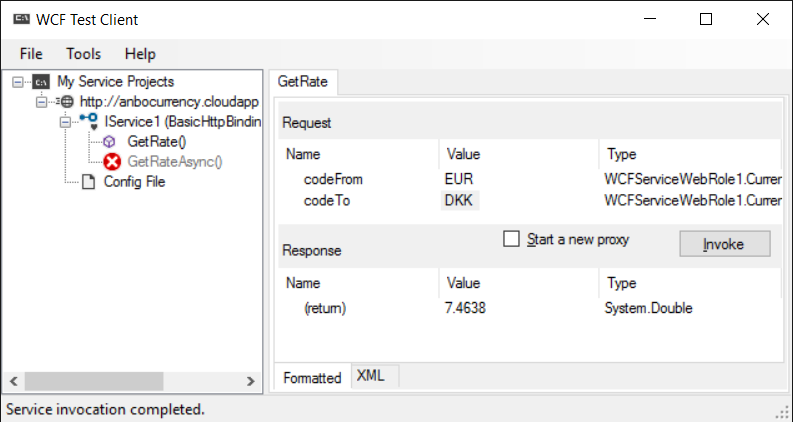 WCF Test Client
File Tools Help
My Service Projects
http://anbocurrency.cloudapp
IService1 (BasicHttpBindin
GetRate()
GetRateAsync()
Config File
GetRate
Request
Name Value Type
codeFrom EUR WCFServiceWebRole1.Curren
codeTo DKK WCFServiceWebRole1.Curren
Start a new proxy
Invoke
Response
Name Value Type
(return) 7.4638 System.Double
Formatted XML
Service invocation completed.